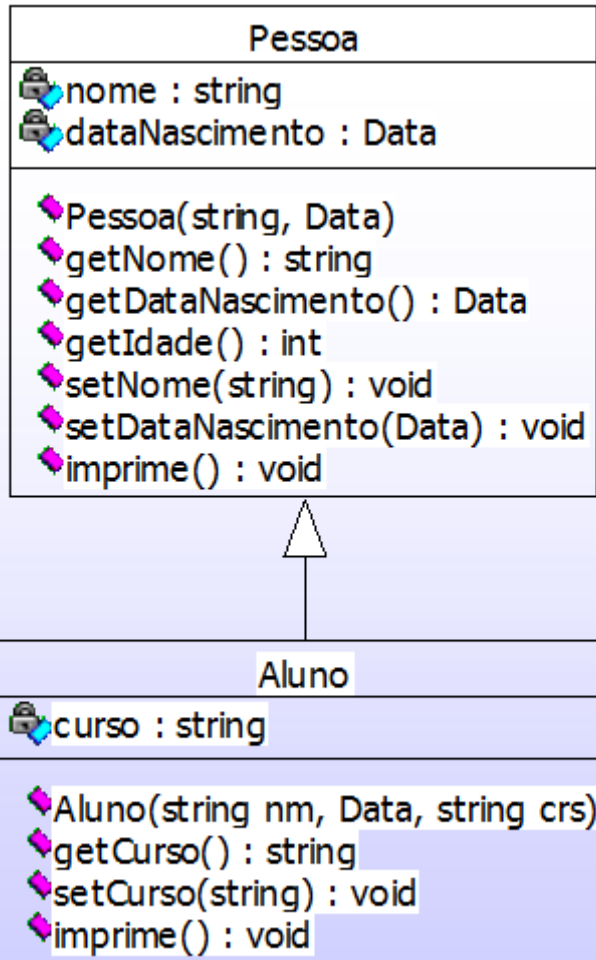 Pessoa
nome : string
dataNascimento : Data
Pessoa(string, Data)
getNome() : string
getDataNascimento() : Data
getIdade() : int
setNome(string) : void
setDataNascimento(Data) : void
imprime() : void
Aluno
curso : string
Aluno(string nm, Data, string crs)
getCurso() : string
setCurso(string) : void
imprime() : void